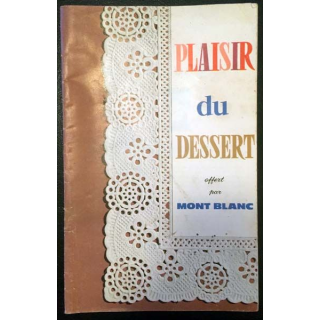 PLAISIR
du
DESSERT
offert
par
MONT BLANC